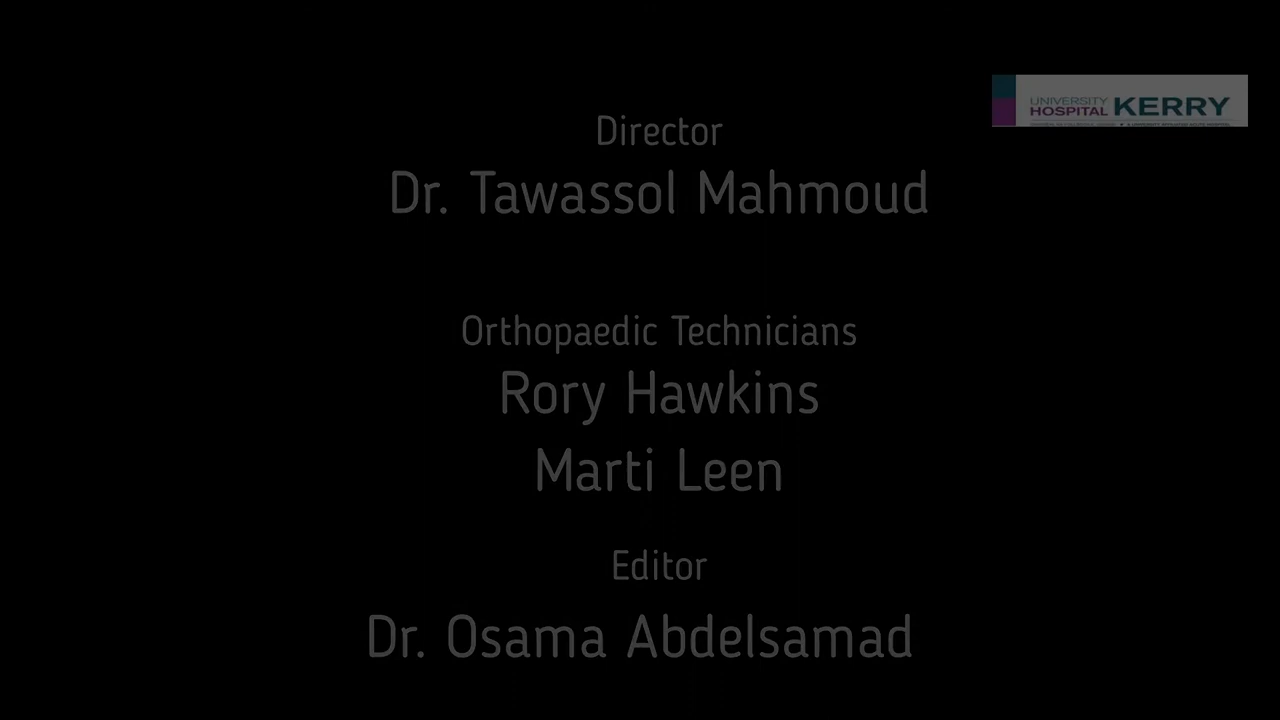 UNIVERSITY
HOSPITAL KERRY
Director
Dr. Tawassol Mahmoud
Orthopaedic Technicians
Rory Hawkins
Marti Leen
Editor
Dr. Osama Abdelsamad